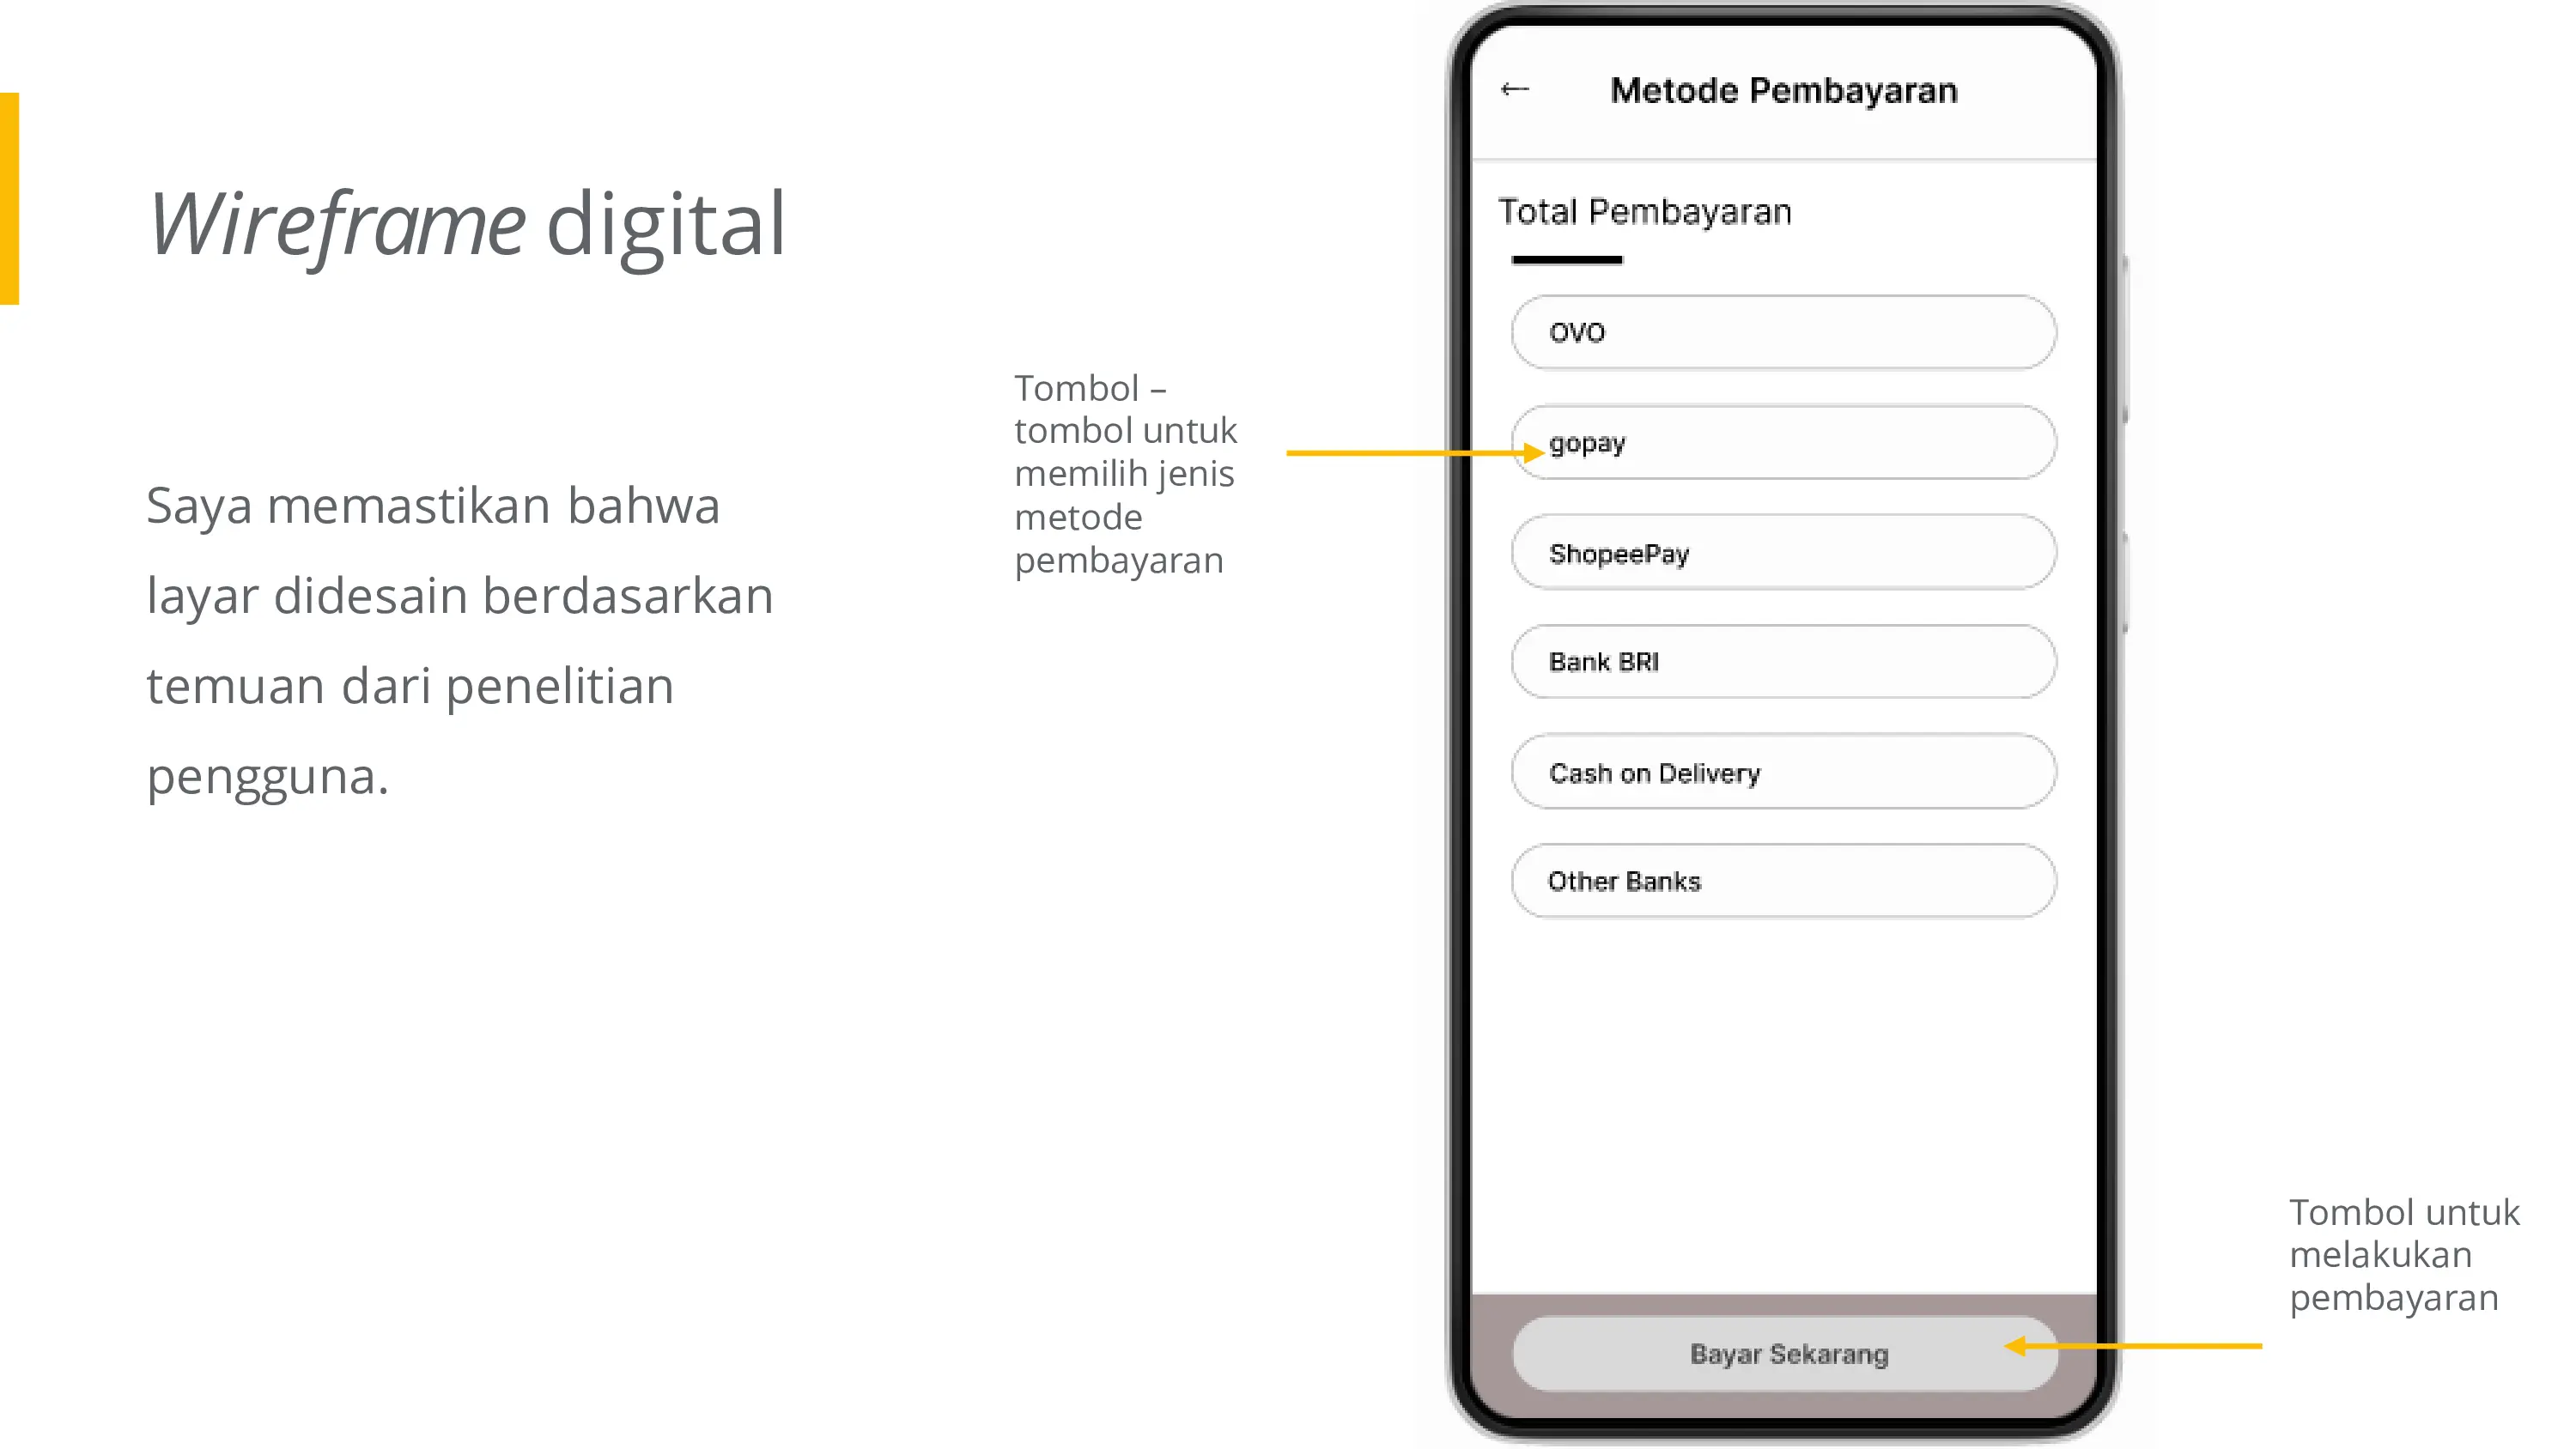 Wireframe digital
Saya memastikan bahwa
layar didesain berdasarkan
temuan dari penelitian
pengguna.
Tombol –
tombol untuk
memilih jenis
metode
pembayaran
← Metode Pembayaran
Total Pembayaran
OVO
gopay
ShopeePay
Bank BRI
Cash on Delivery
Other Banks
Bayar Sekarang
Tombol untuk
melakukan
pembayaran